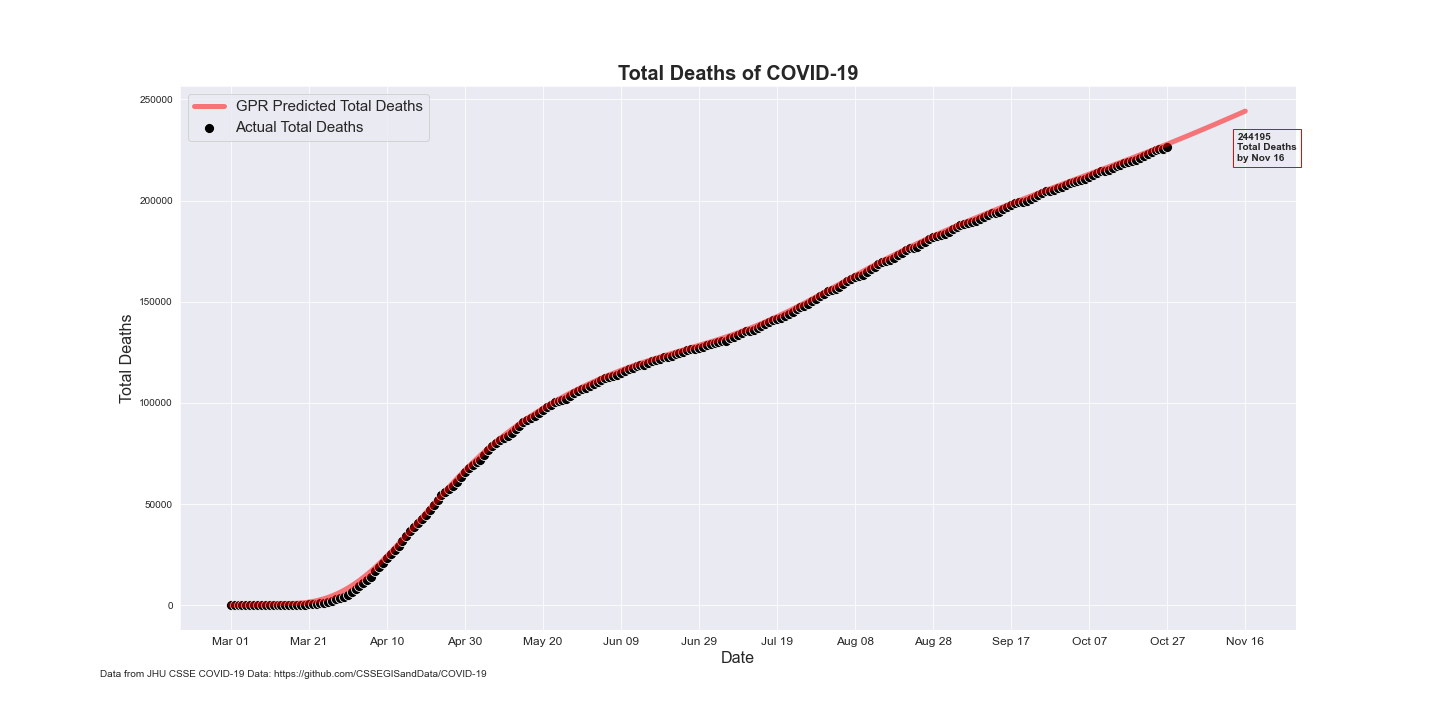 Total Deaths of COVID-19
GPR Predicted Total Deaths
Actual Total Deaths
250000
200000
150000
100000
50000
0
Total Deaths
244195
Total Deaths
by Nov 16
Mar 01 Mar 21 Apr 10 Apr 30 May 20 Jun 09 Jun 29 Jul 19 Aug 08 Aug 28 Sep 17 Oct 07 Oct 27 Nov 16
Date
Data from JHU CSSE COVID-19 Data: https://github.com/CSSEGISandData/COVID-19